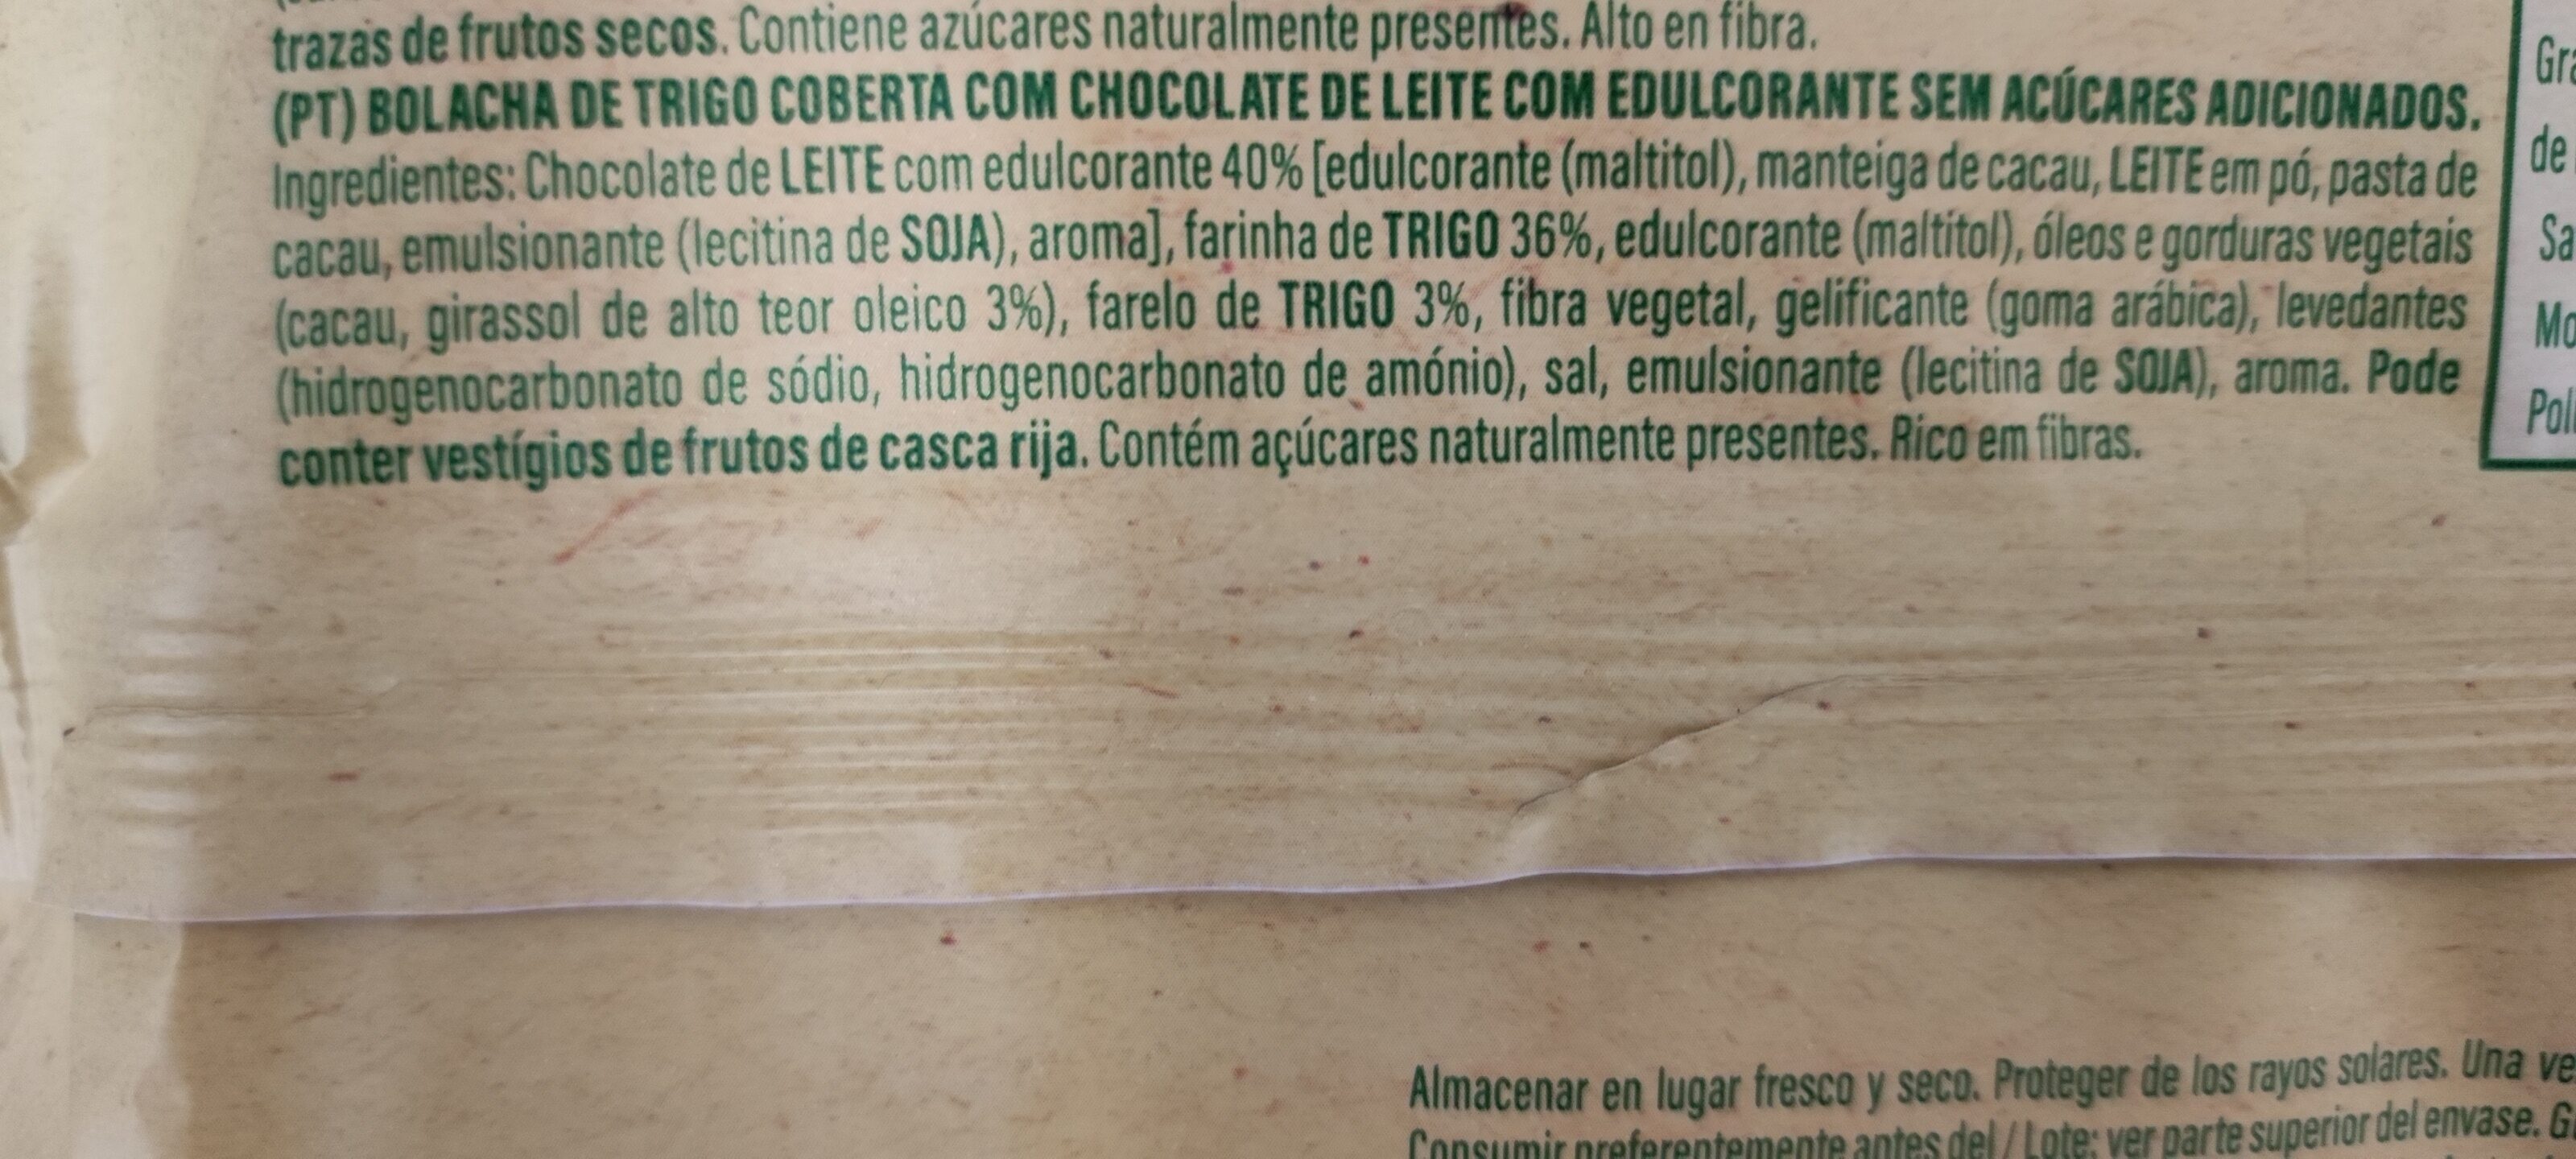 trazas de frutos secos. Contiene azúcares naturalmente presentes. Alto en fibra.
(PT) BOLACHA DE TRIGO COBERTA COM CHOCOLATE DE LEITE COM EDULCORANTE SEM ACÚCARES ADICIONADOS.
Ingredientes: Chocolate de LEITE com edulcorante 40% [edulcorante (maltitol), manteiga de cacau, LEITE em pó, pasta de
cacau, emulsionante (lecitina de SOJA), aroma], farinha de TRIGO 36%, edulcorante (maltitol), óleos e gorduras vegetais
(cacau, girassol de alto teor oleico 3%), farelo de TRIGO 3%, fibra vegetal, gelificante (goma arábica), levedantes
(hidrogenocarbonato de sódio, hidrogenocarbonato de amónio), sal, emulsionante (lecitina de SOJA), aroma. Pode
conter vestígios de frutos de casca rija. Contém açúcares naturalmente presentes. Rico em fibras.
Gra
de
Sa
Mo
Poli
Almacenar en lugar fresco y seco. Proteger de los rayos solares. Una ve
Consumir preferentemente antes del / Lote: ver parte superior del envase. G